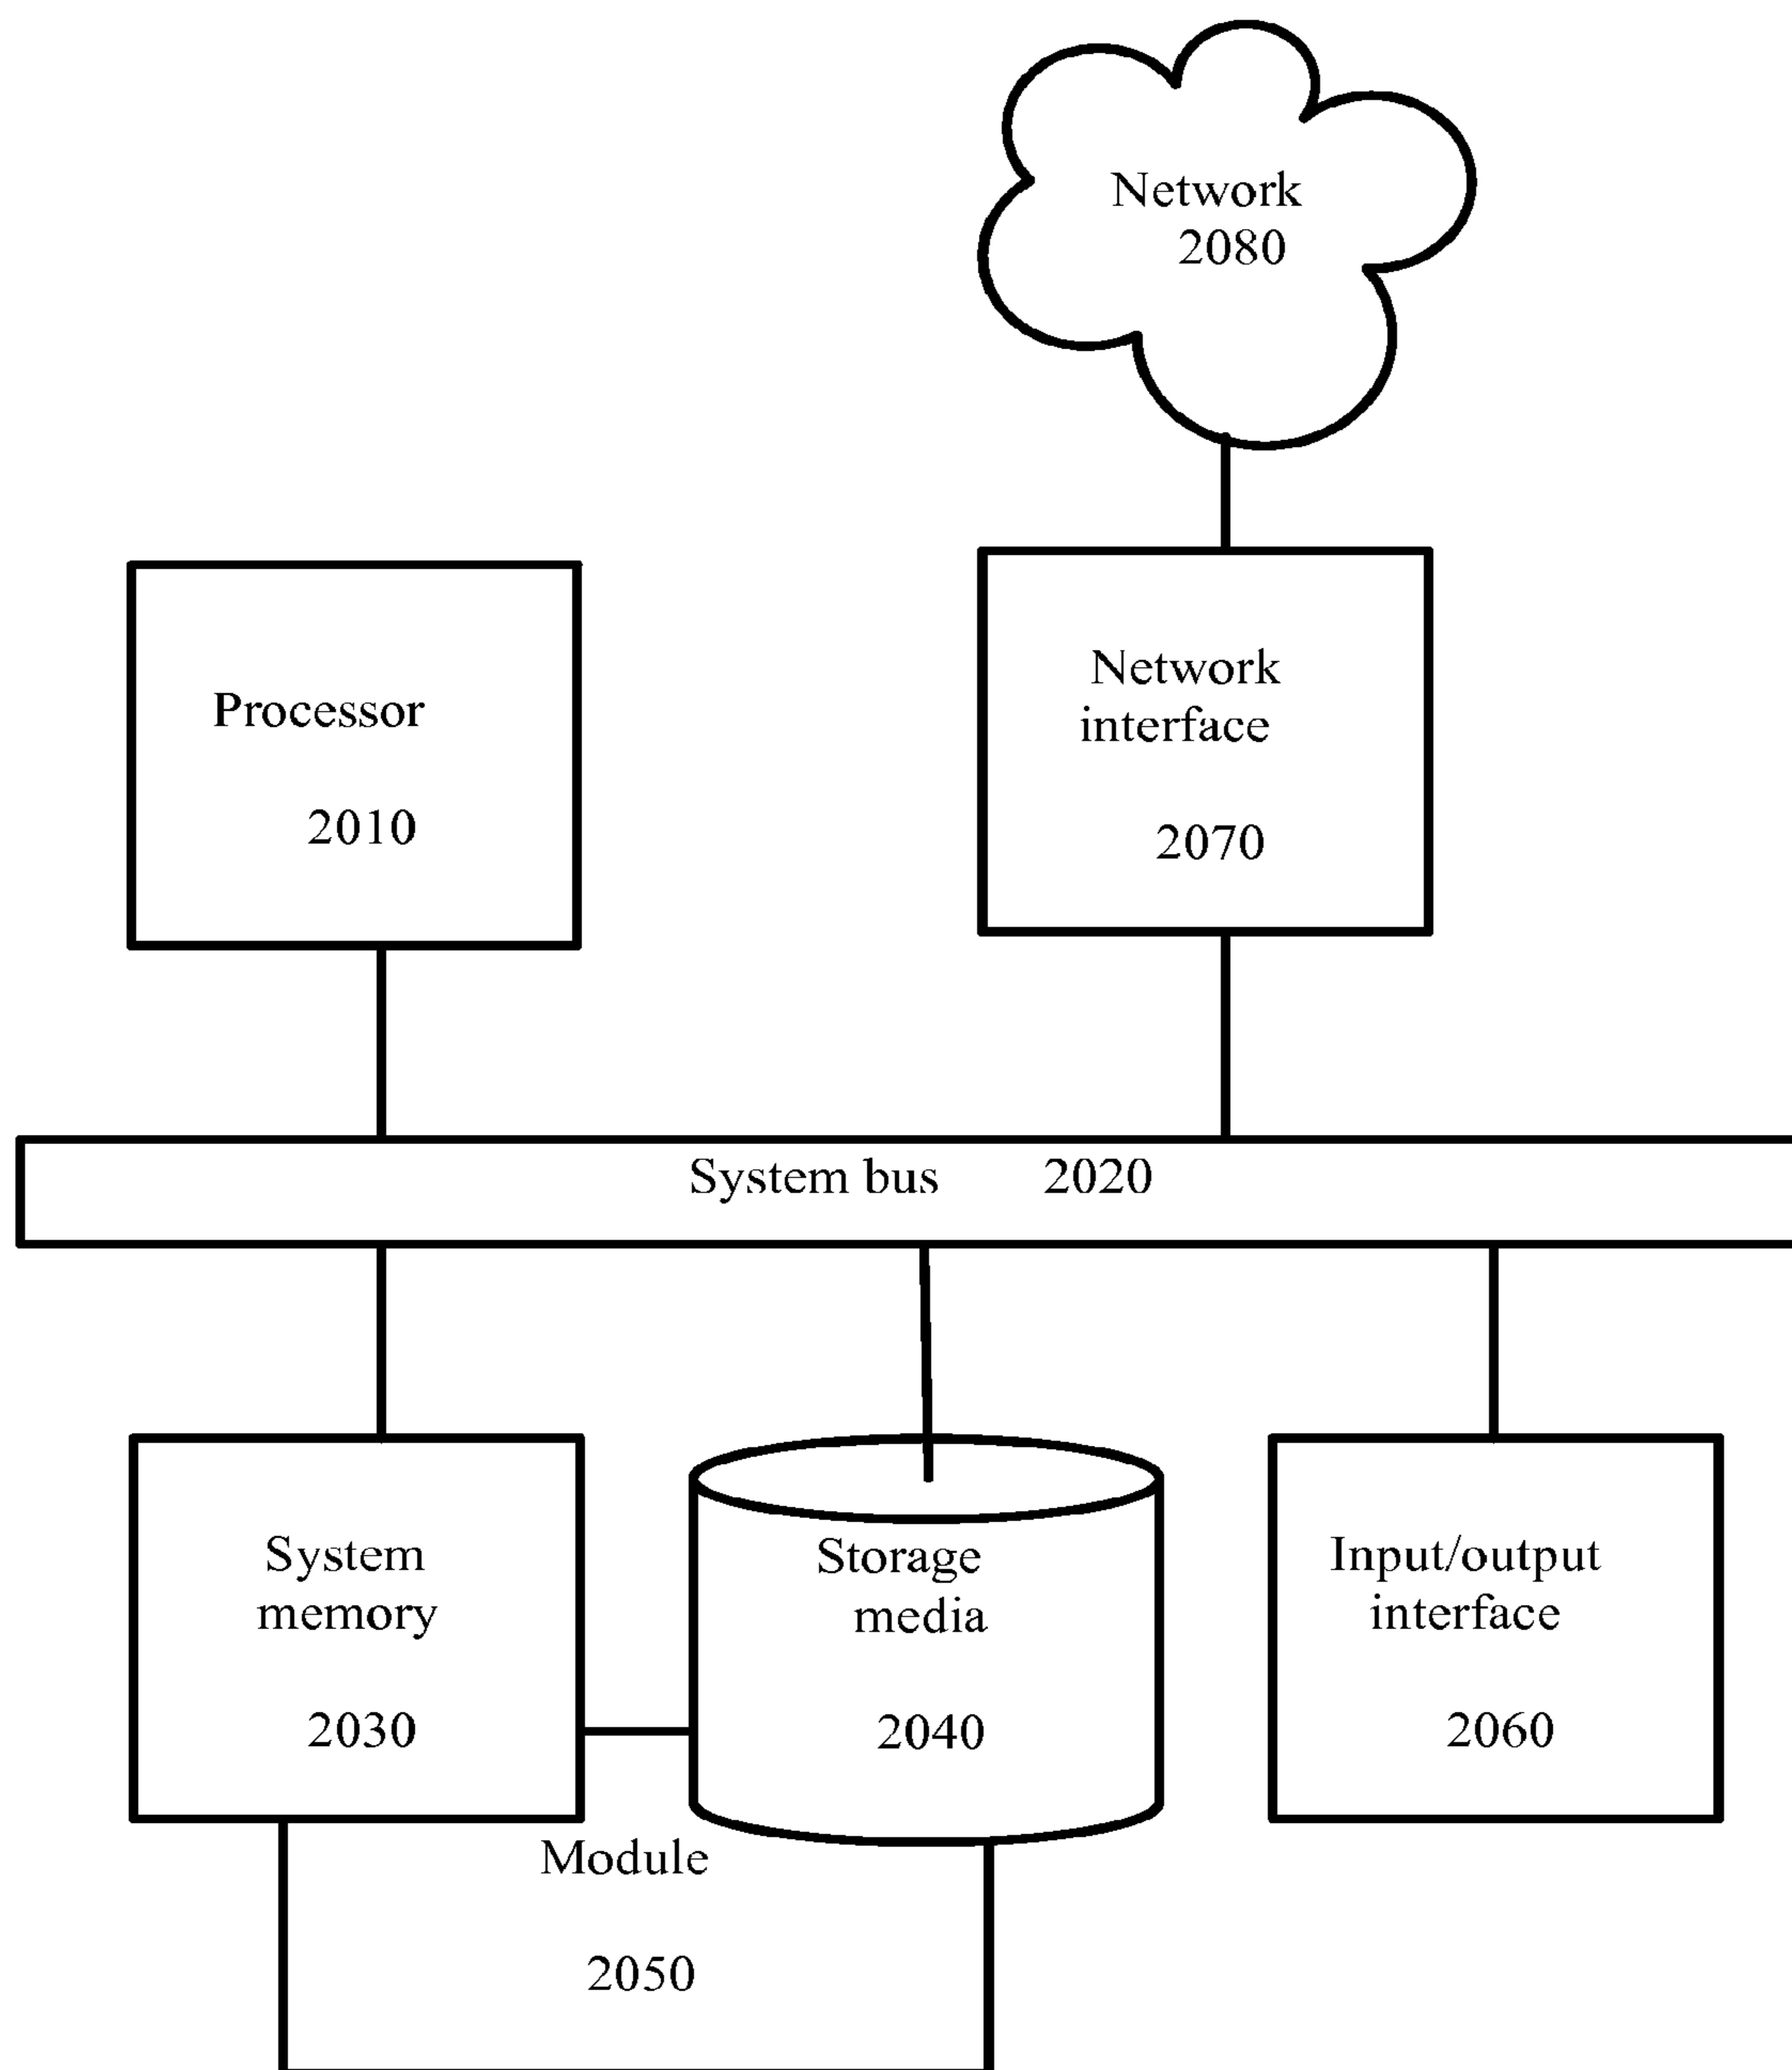 Network
2080
Processor
2010
Network
interface
2070
System bus 2020
System
memory
2030
Storage
media
2040
Input/output
interface
2060
Module
2050